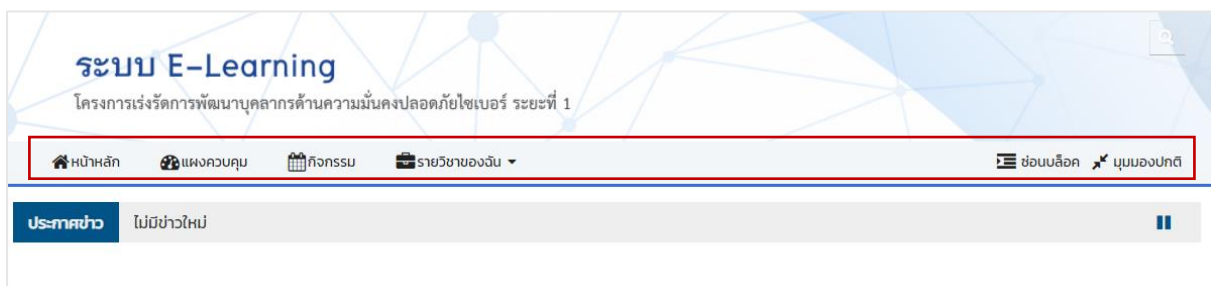 ระบบ E-Learning
โครงการเร่งรัดการพัฒนาบุคลากรด้านความมั่นคงปลอดภัยไซเบอร์ ระยะที่ 1
หน้าหลัก แผงควบคุม กิจกรรม รายวิชาของฉัน ซ่อนบล็อค มุมมองปกติ
ประกาศข่าว ไม่มีข่าวใหม่